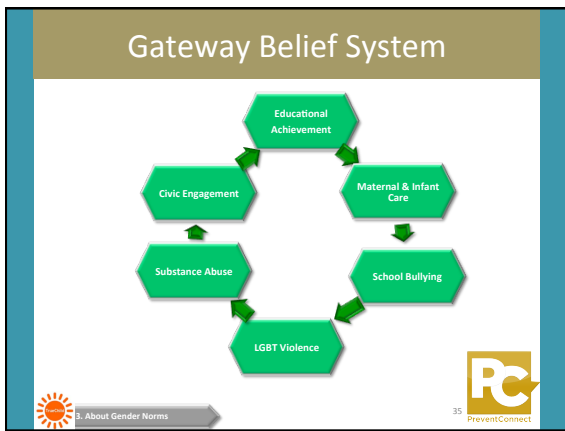 Gateway Belief System
Educational
Achievement
Maternal & Infant
Care
School Bullying
LGBT Violence
Substance Abuse
Civic Engagement
3. About Gender Norms
35
PC
PreventConnect